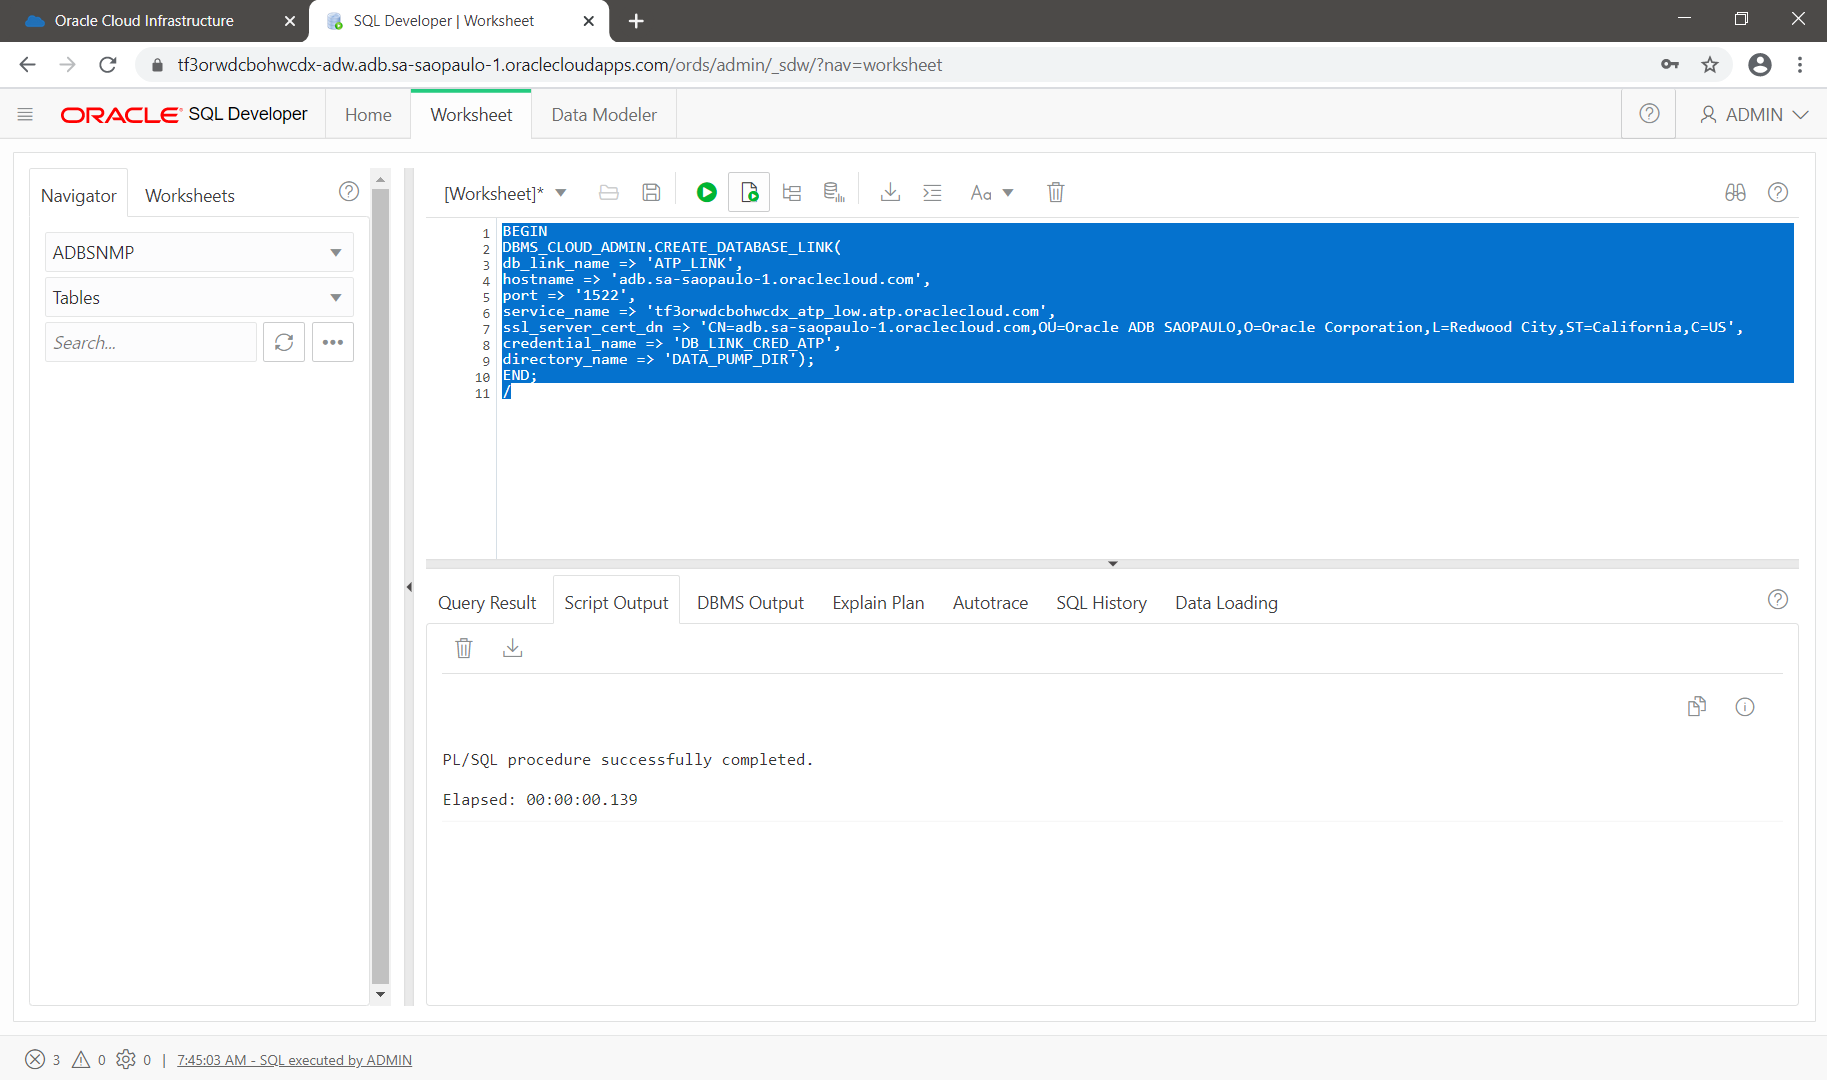 Oracle Cloud Infrastructure
SQL Developer | Worksheet
tf3orwdcbohwcdx-adw.adb.sa-saopaulo-1.oraclecloudapps.com/ords/admin/_sdw/?nav=worksheet
ORACLE SQL Developer
Home
Worksheet
Data Modeler
ADMIN
Navigator
Worksheets
ADBSNMP
Tables
Search...
[Worksheet]*
Aa
1 BEGIN
2 DBMS_CLOUD_ADMIN.CREATE_DATABASE_LINK(
3 db_link_name => 'ATP_LINK',
4 hostname => 'adb.sa-saopaulo-1.oraclecloud.com',
5 port => '1522',
6 service_name => 'tf3orwdcbohwcdx_atp_low.atp.oraclecloud.com',
7 ssl_server_cert_dn => 'CN=adb.sa-saopaulo-1.oraclecloud.com,OU=Oracle ADB SAOPAULO,O=Oracle Corporation,L=Redwood City,ST=California,C=US',
8 credential_name => 'DB_LINK_CRED_ATP',
9 directory_name => 'DATA_PUMP_DIR');
10 END;
11 /
Query Result
Script Output
DBMS Output
Explain Plan
Autotrace
SQL History
Data Loading
PL/SQL procedure successfully completed.
Elapsed: 00:00:00.139
3 0 0 | 7:45:03 AM - SQL executed by ADMIN